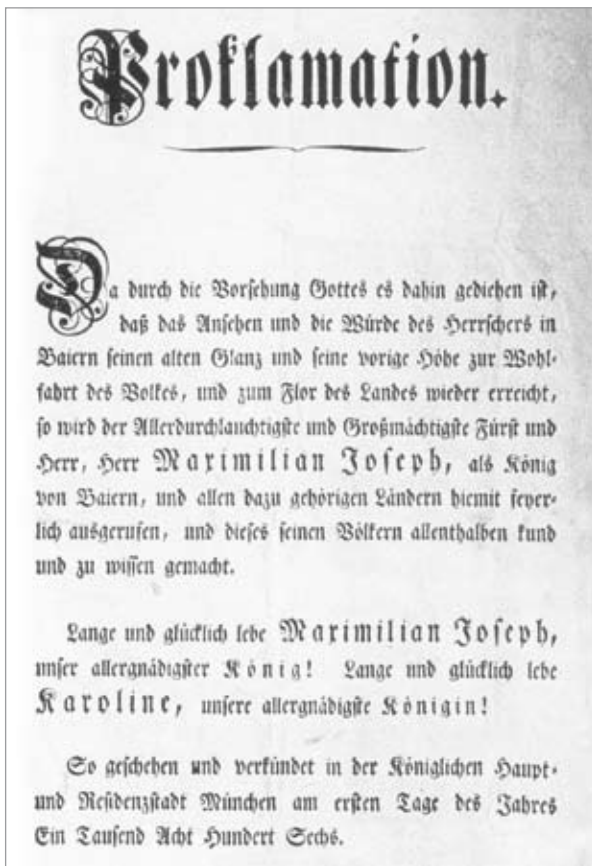 Proklamation.
Da durch die Vorsehung Gottes es dahin gediehen ist,
daß das Ansehen und die Würde des Herrschers in
Baiern seinen alten Glanz und seine vorige Höhe zur Wohl-
fahrt des Volkes, und zum Flor des Landes wieder erreicht,
so wird der Allerdurchlauchtigste und Großmächtigste Fürst und
Herr, Herr Maximilian Joseph, als König
von Baiern, und allen dazu gehörigen Ländern hiemit feyer-
lich ausgerufen, und dieses seinen Völkern allenthalben kund
und zu wissen gemacht.
Lange und glücklich lebe Maximilian Joseph,
unser allergnädigster König! Lange und glücklich lebe
Karoline, unsere allergnädigste Königin!
So geschehen und verkündet in der Königlichen Haupt-
und Residenzstadt München am ersten Tage des Jahres
Ein Tausend Acht Hundert Sechs.